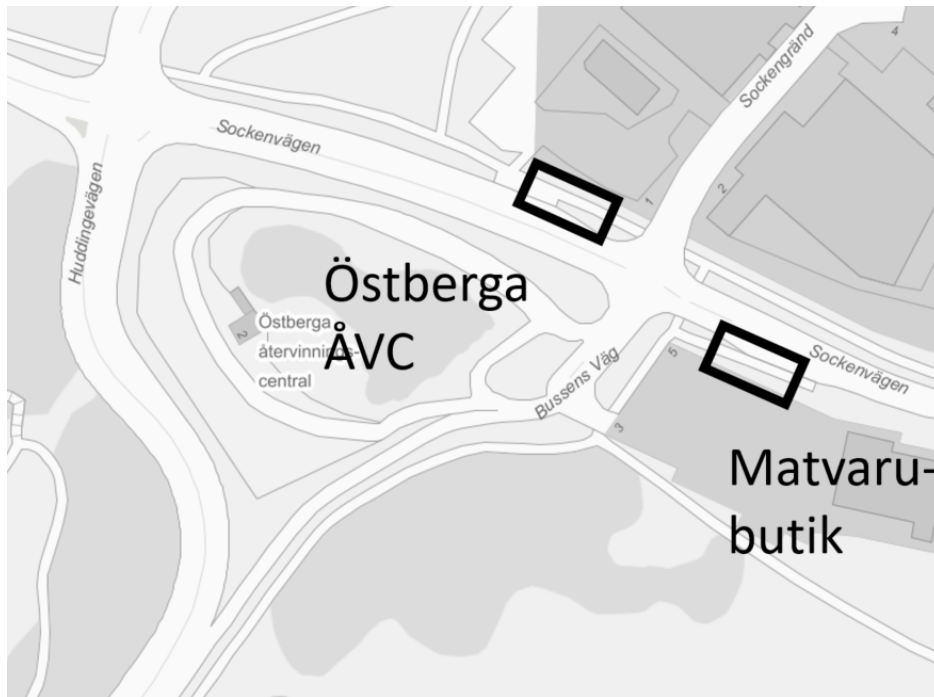 4
Sockengränd
Sockenvägen
2
1
Huddingevägen
Östberga
ÅVC
2
Östberga
återvinnings-
central
Sockenvägen
5
Bussens Väg
3
Matvaru-
butik